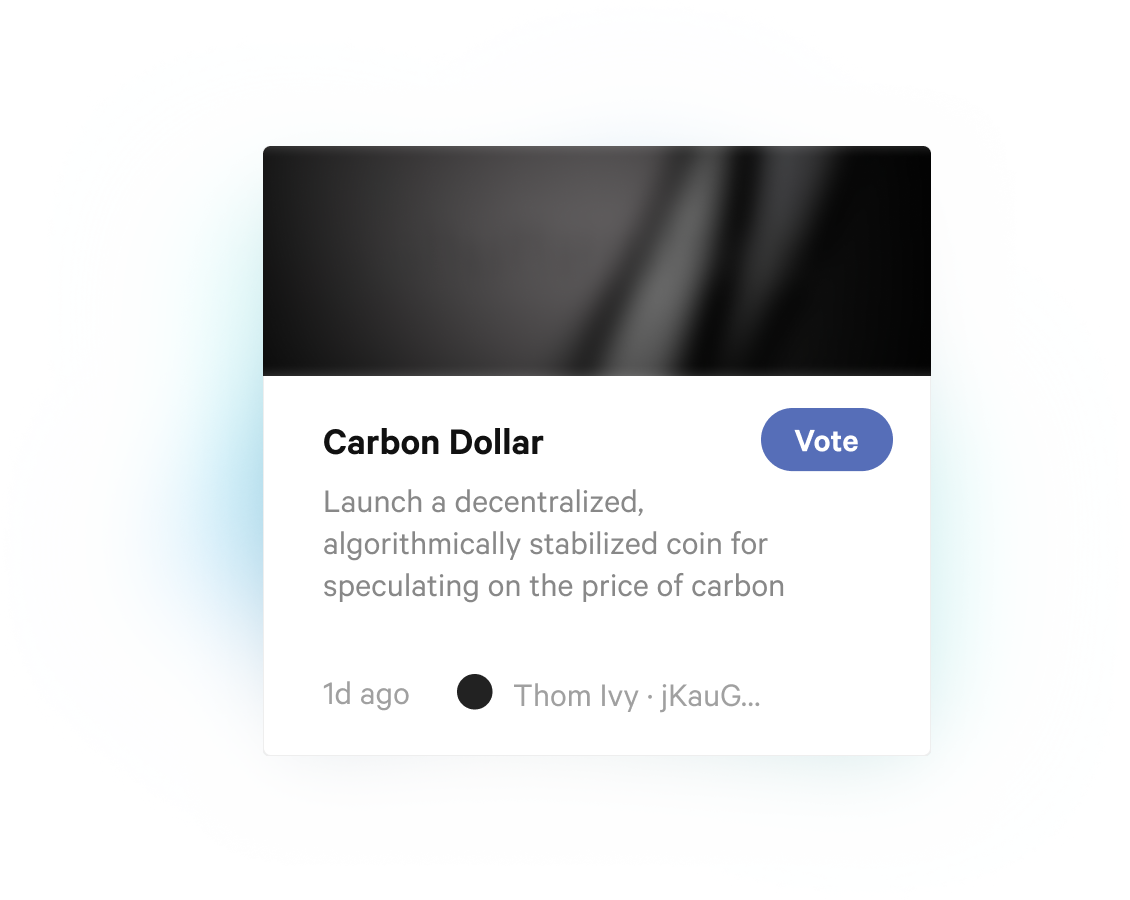 Carbon Dollar
Vote
Launch a decentralized,
algorithmically stabilized coin for
speculating on the price of carbon
1d ago
Thom Ivy · jKauG...